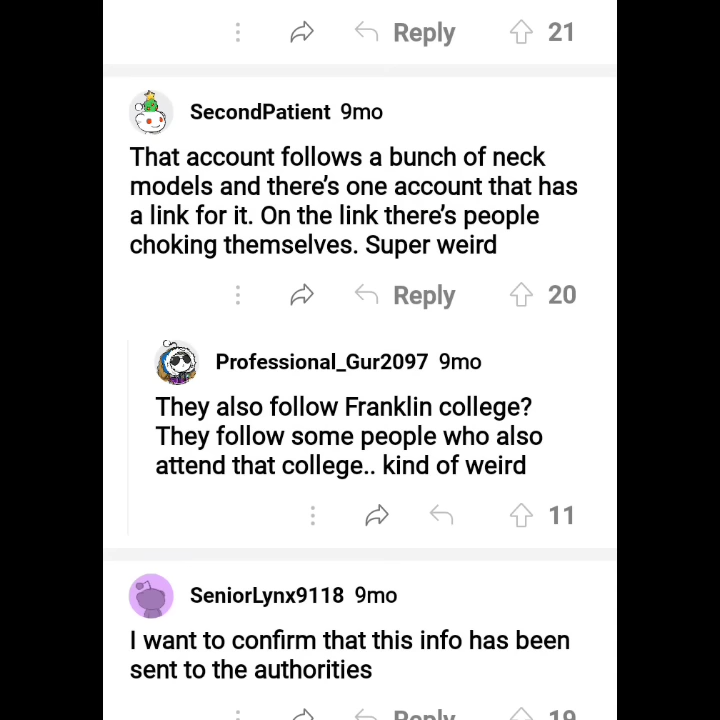 Reply 21
SecondPatient 9mo
That account follows a bunch of neck
models and there's one account that has
a link for it. On the link there's people
choking themselves. Super weird
Reply 20
Professional_Gur2097 9mo
They also follow Franklin college?
They follow some people who also
attend that college.. kind of weird
11
SeniorLynx9118 9mo
I want to confirm that this info has been
sent to the authorities
Reply 19